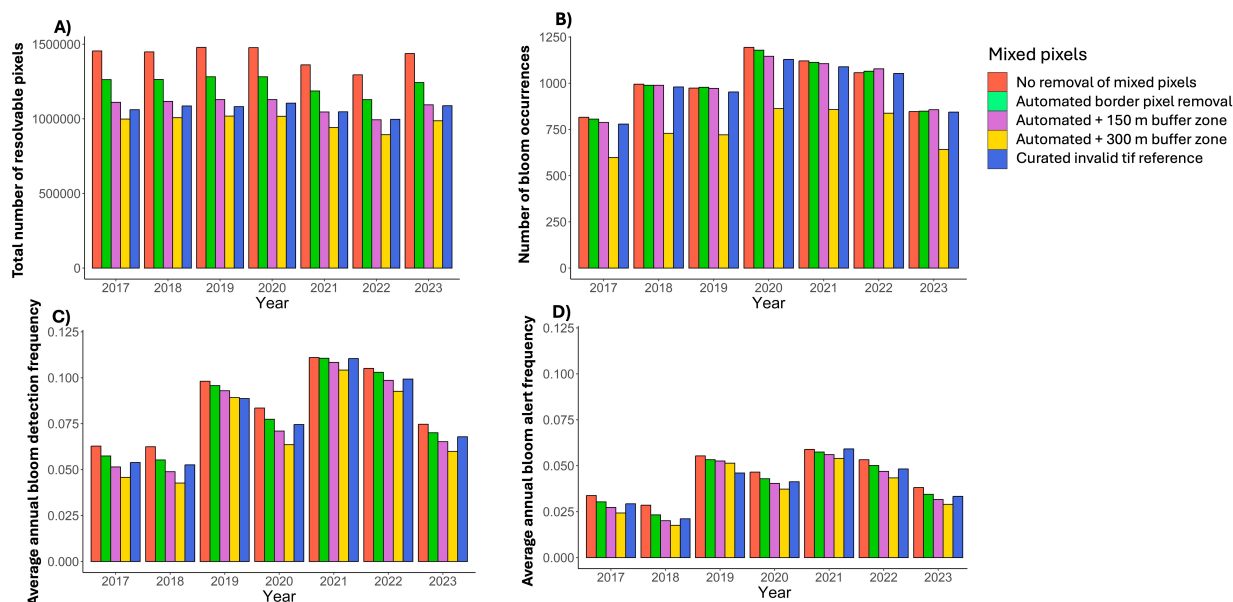 A)
Total number of resolvable pixels
1500000
1000000
500000
0
2017 2018 2019 2020 2021 2022 2023
Year
B)
Number of bloom occurrences
1250
1000
750
500
250
0
2017 2018 2019 2020 2021 2022 2023
Year
Mixed pixels
No removal of mixed pixels
Automated border pixel removal
Automated + 150 m buffer zone
Automated + 300 m buffer zone
Curated invalid tif reference
C)
Average annual bloom detection frequency
0.125
0.100
0.075
0.050
0.025
0.000
2017 2018 2019 2020 2021 2022 2023
Year
D)
Average annual bloom alert frequency
0.125
0.100
0.075
0.050
0.025
0.000
2017 2018 2019 2020 2021 2022 2023
Year